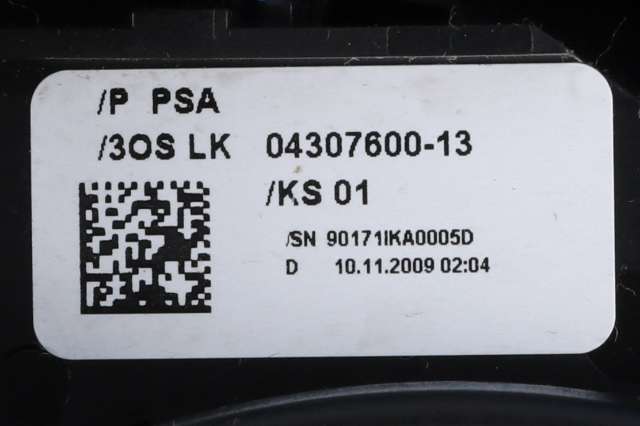 /P PSA
/3OS LK 04307600-13
/KS 01
/SN 90171IKA0005D
D 10.11.2009 02:04